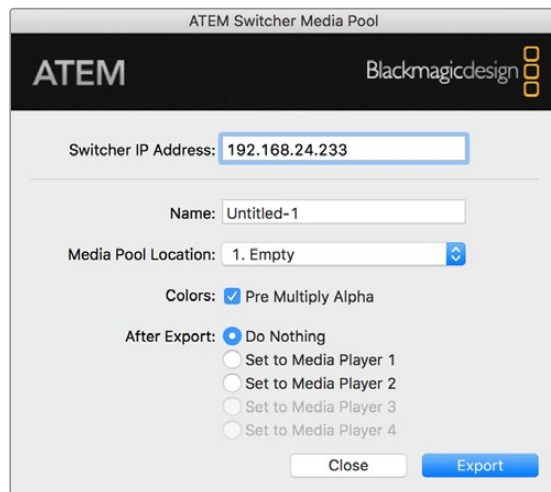 ATEM Switcher Media Pool
ATEM
Blackmagicdesign
Switcher IP Address: 192.168.24.233
Name: Untitled-1
Media Pool Location: 1. Empty
Colors: Pre Multiply Alpha
After Export: Do Nothing
Set to Media Player 1
Set to Media Player 2
Set to Media Player 3
Set to Media Player 4
Close Export